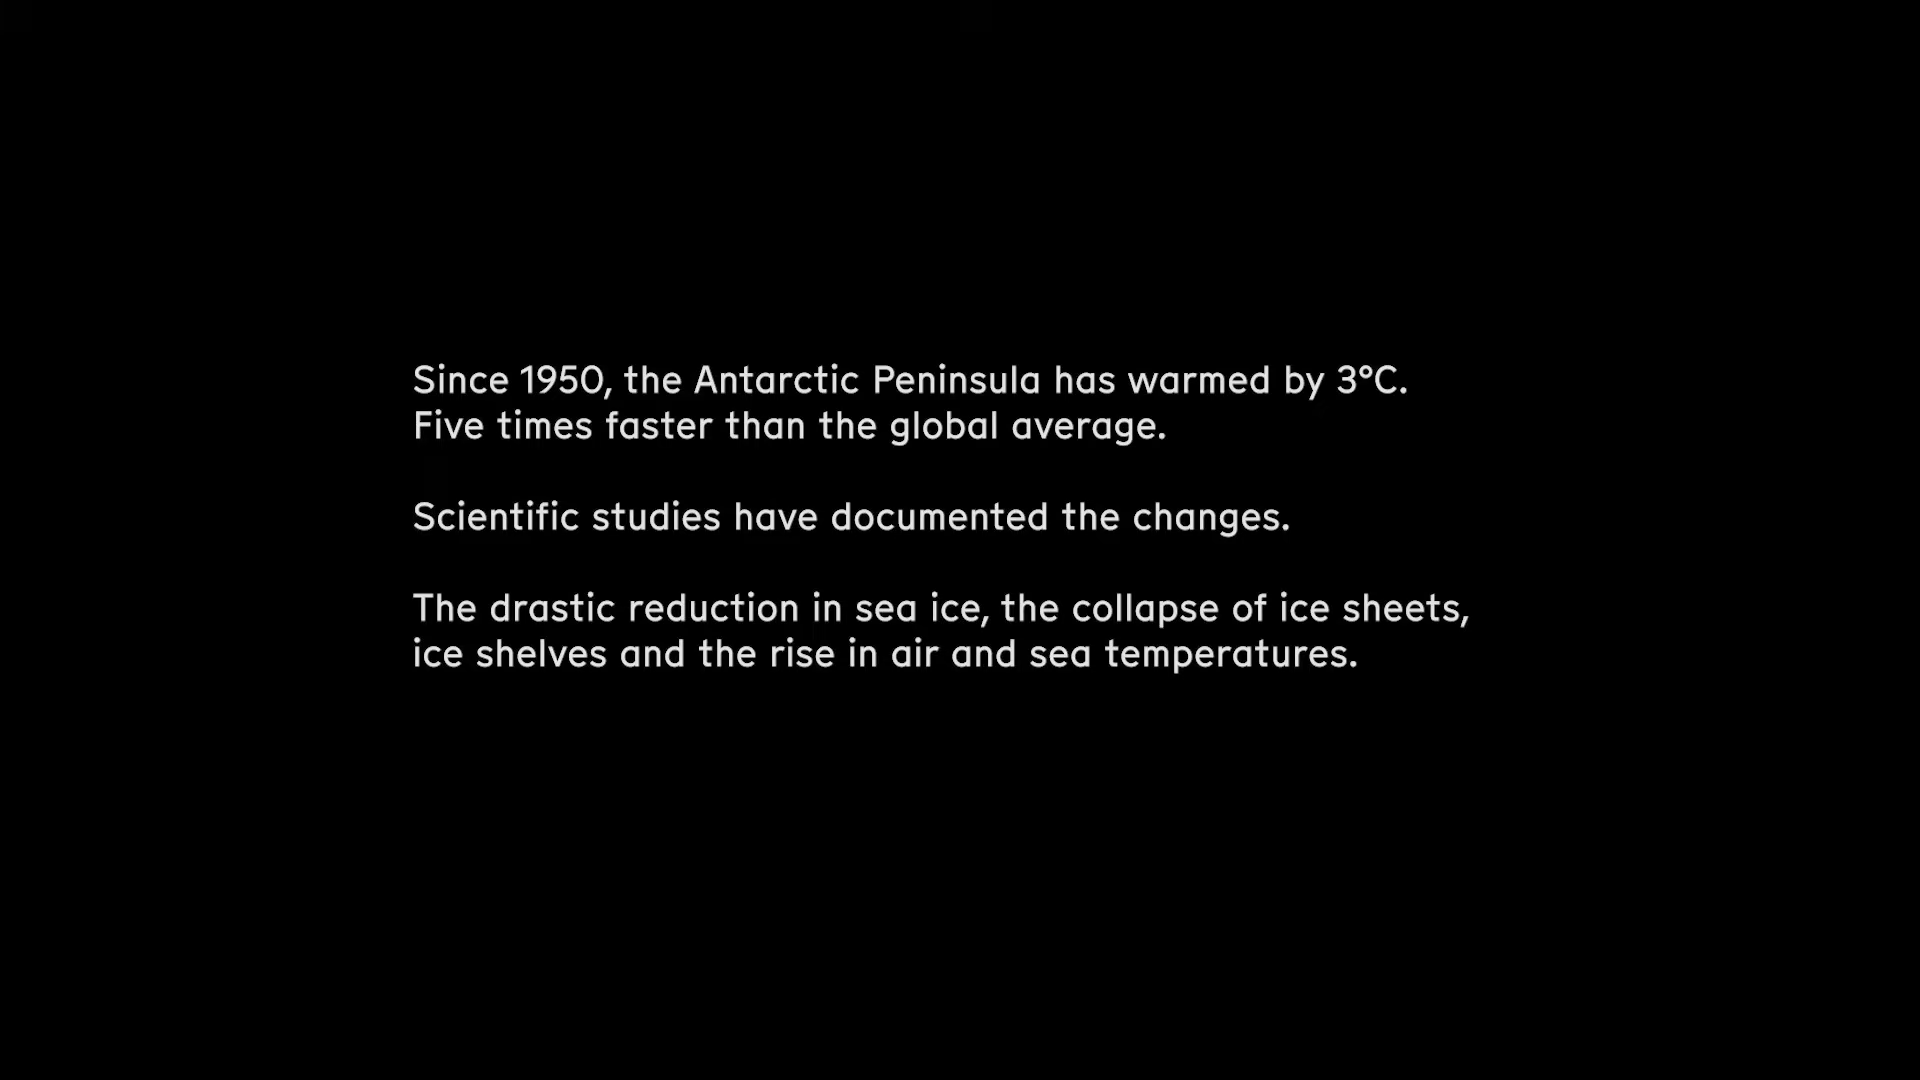 Since 1950, the Antarctic Peninsula has warmed by 3°C.
Five times faster than the global average.
Scientific studies have documented the changes.
The drastic reduction in sea ice, the collapse of ice sheets,
ice shelves and the rise in air and sea temperatures.